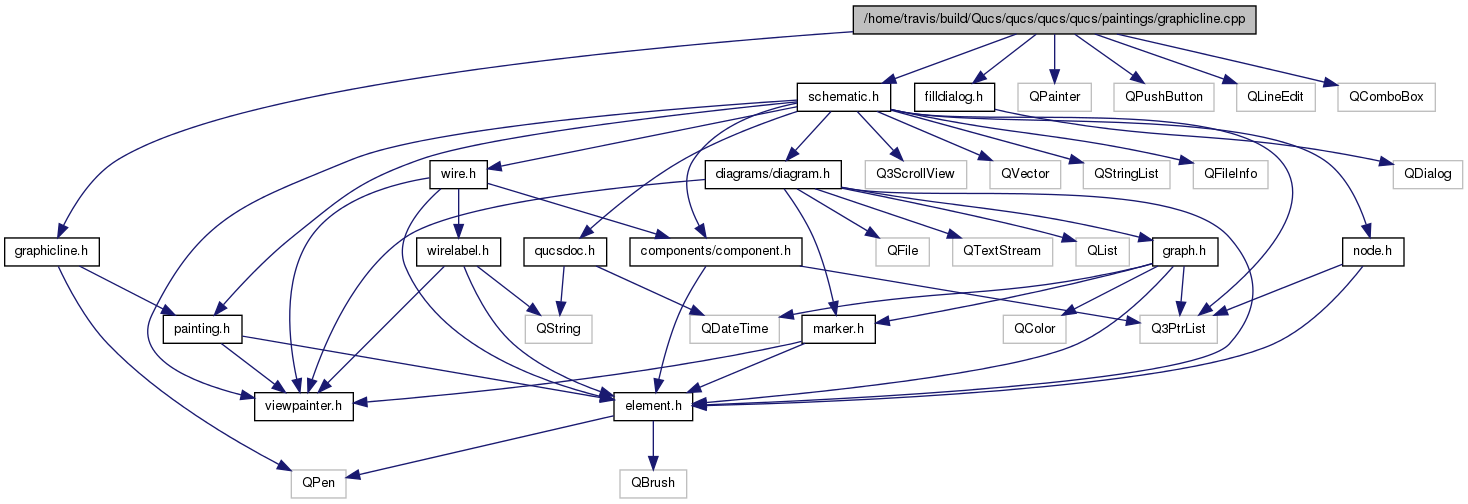 /home/travis/build/Qucs/qucs/qucs/qucs/paintings/graphicline.cpp
schematic.h
filldialog.h
QPainter
QPushButton
QLineEdit
QComboBox
wire.h
diagrams/diagram.h
Q3ScrollView
QVector
QStringList
QFileInfo
QDialog
graphicline.h
wirelabel.h
qucsdoc.h
components/component.h
QFile
QTextStream
QList
graph.h
node.h
painting.h
QString
QDateTime
marker.h
QColor
Q3PtrList
viewpainter.h
element.h
QPen
QBrush